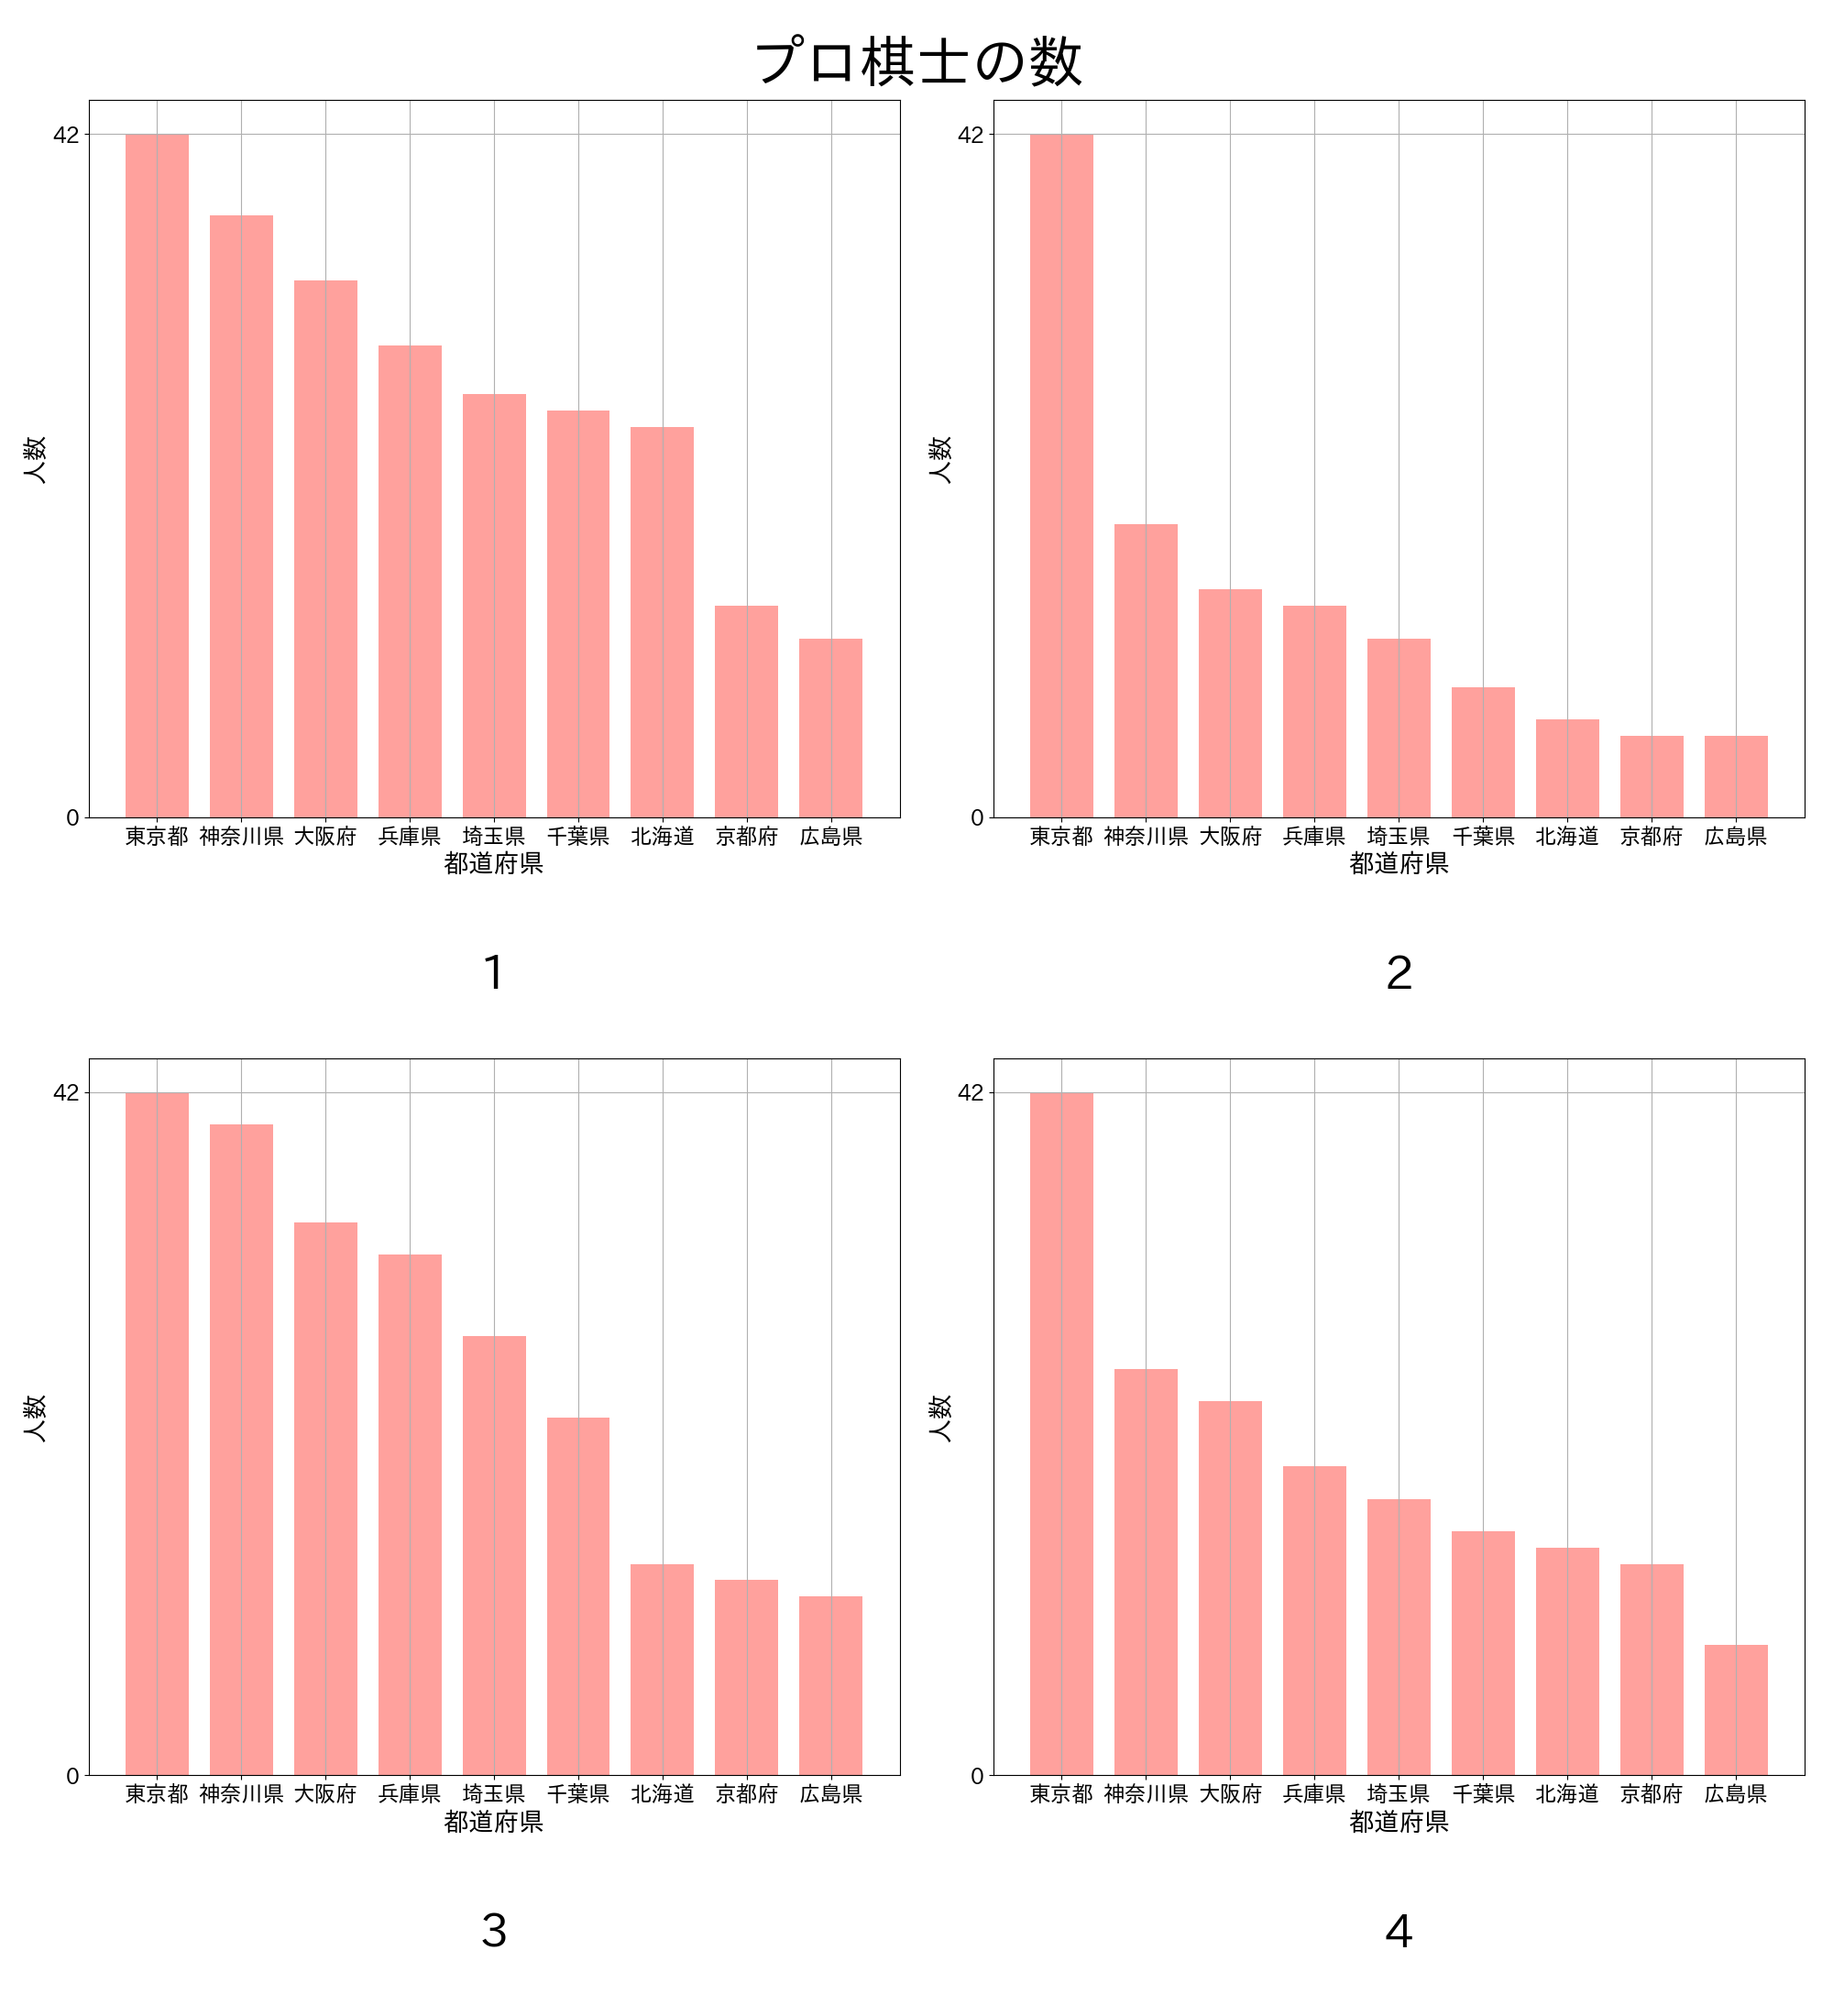 プロ棋士の数
42
0
人数
東京都 神奈川県 大阪府 兵庫県 埼玉県 千葉県 北海道 京都府 広島県
都道府県
1
42
0
人数
東京都 神奈川県 大阪府 兵庫県 埼玉県 千葉県 北海道 京都府 広島県
都道府県
2
42
0
人数
東京都 神奈川県 大阪府 兵庫県 埼玉県 千葉県 北海道 京都府 広島県
都道府県
3
42
0
人数
東京都 神奈川県 大阪府 兵庫県 埼玉県 千葉県 北海道 京都府 広島県
都道府県
4